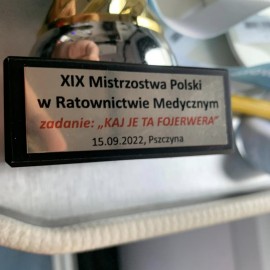 XIX Mistrzostwa Polski
w Ratownictwie Medycznym
zadanie: „KAJ JE TA FOJERWERA”
15.09.2022, Pszczyna